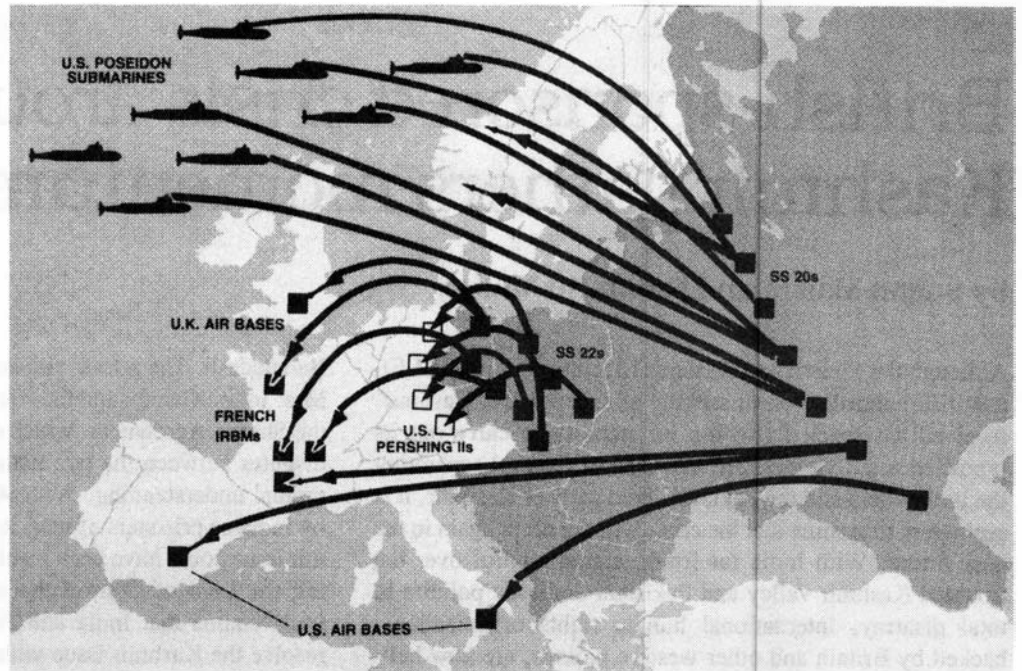 U.S. POSEIDON
SUBMARINES
SS 20s
U.K. AIR BASES
SS 22s
FRENCH
IRBMs
U.S.
PERSHING IIs
U.S. AIR BASES